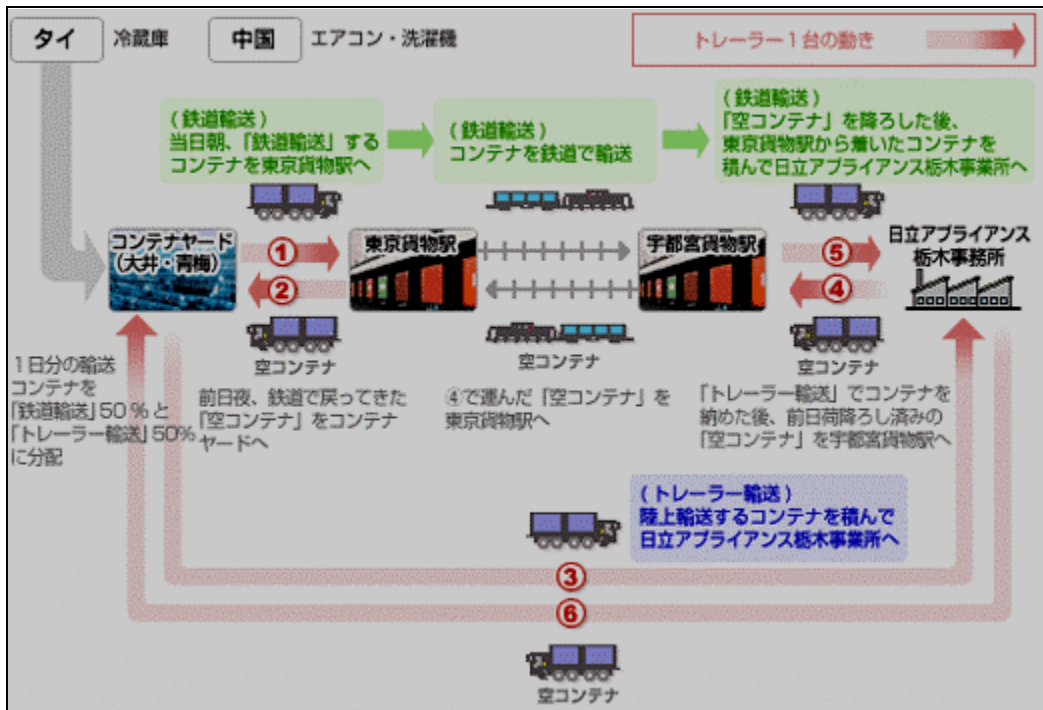 タイ 冷蔵庫 中国 エアコン・洗濯機
トレーラー1台の動き
(鉄道輸送)
当日朝、「鉄道輸送」する
コンテナを東京貨物駅へ
(鉄道輸送)
コンテナを鉄道で輸送
(鉄道輸送)
「空コンテナ」を降ろした後、
東京貨物駅から着いたコンテナを
積んで日立アプライアンス栃木事業所へ
コンテナヤード
(大井・青梅)
①
②
東京貨物駅
宇都宮貨物駅
⑤
④
日立アプライアンス
栃木事務所
空コンテナ
空コンテナ
空コンテナ
1日分の輸送
コンテナを
「鉄道輸送」50%と
「トレーラー輸送」50%
に分配
前日夜、鉄道で戻ってきた
「空コンテナ」をコンテナ
ヤードへ
④で運んだ「空コンテナ」を
東京貨物駅へ
「トレーラー輸送」でコンテナを
納めた後、前日荷降ろし済みの
「空コンテナ」を宇都宮貨物駅へ
(トレーラー輸送)
陸上輸送するコンテナを積んで
日立アプライアンス栃木事業所へ
③
⑥
空コンテナ